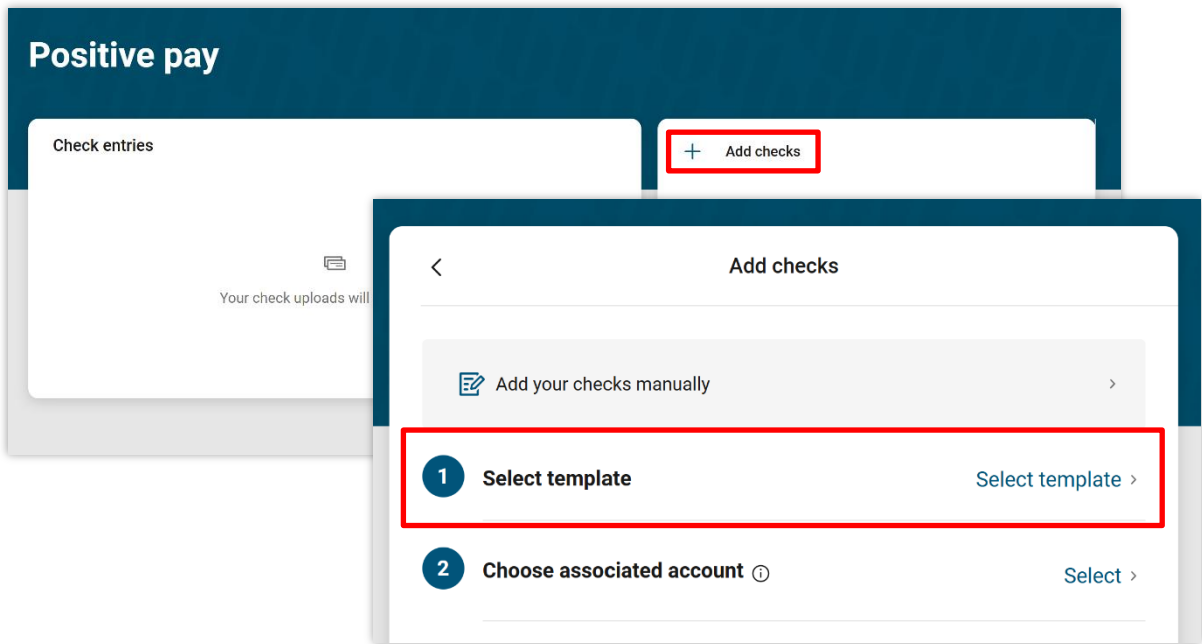 Positive pay
Check entries
Add checks
Your check uploads will
Add checks
Add your checks manually
1 Select template Select template
2 Choose associated account Select